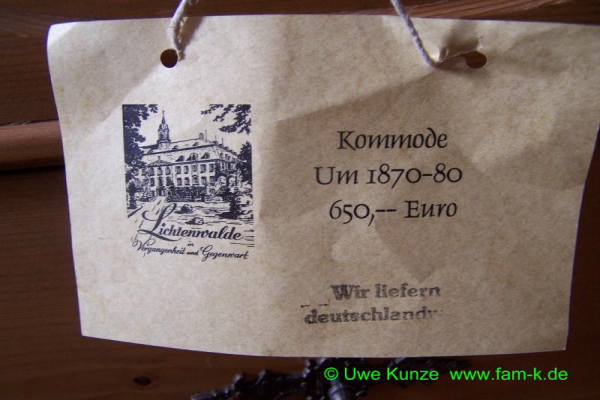 Lichtenwalde
in
Vergangenheit und Gegenwart
Kommode
Um 1870-80
650,-- Euro
Wir liefern
© Uwe Kunze www.fam-k.de